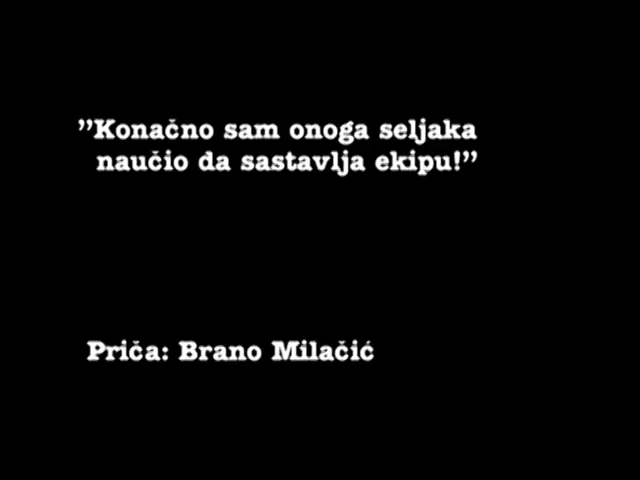 ”Konačno sam onoga seljaka
naučio da sastavlja ekipu!”
Priča: Brano Milačić